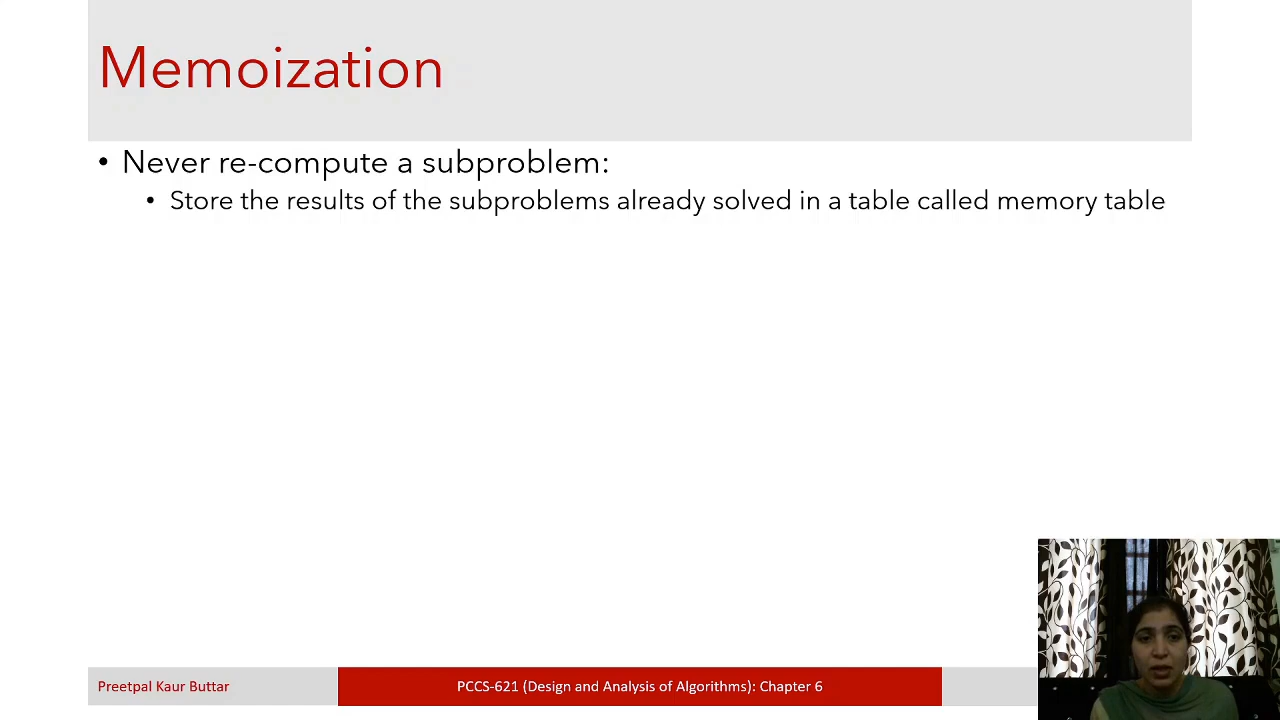 Memoization
• Never re-compute a subproblem:
• Store the results of the subproblems already solved in a table called memory table
Preetpal Kaur Buttar
PCCS-621 (Design and Analysis of Algorithms): Chapter 6